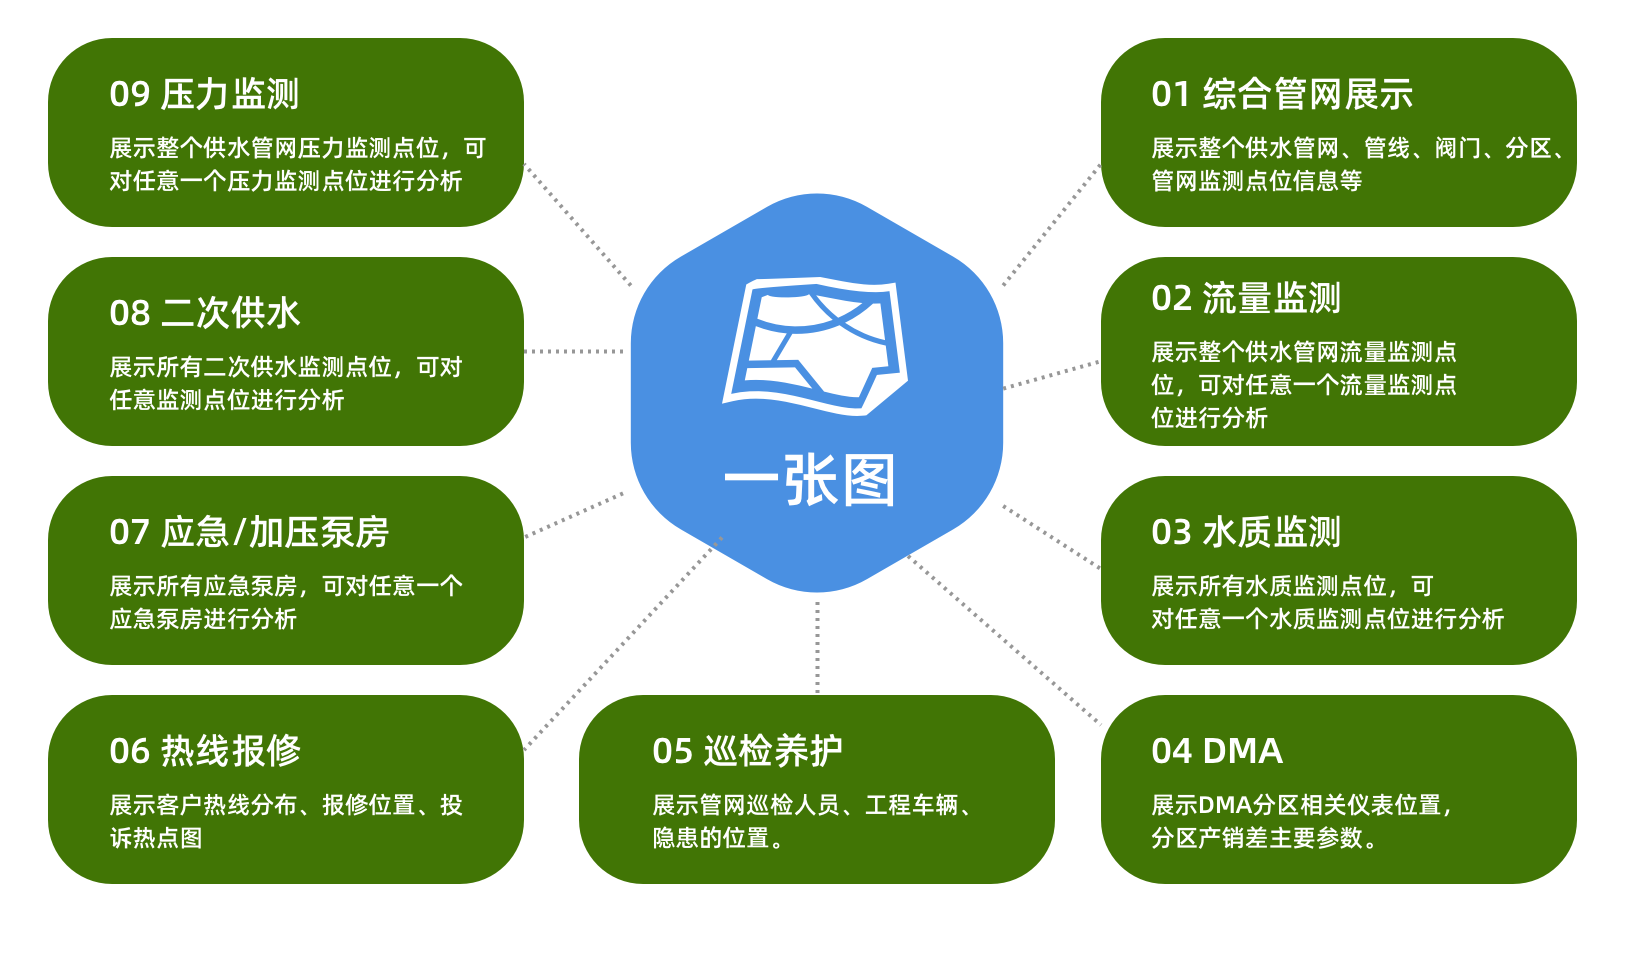 一张图
01 综合管网展示
展示整个供水管网、管线、阀门、分区、
管网监测点位信息等
02 流量监测
展示整个供水管网流量监测点
位，可对任意一个流量监测点
位进行分析
03 水质监测
展示所有水质监测点位，可
对任意一个水质监测点位进行分析
04 DMA
展示DMA分区相关仪表位置，
分区产销差主要参数。
05 巡检养护
展示管网巡检人员、工程车辆、
隐患的位置。
06 热线报修
展示客户热线分布、报修位置、投
诉热点图
07 应急/加压泵房
展示所有应急泵房，可对任意一个
应急泵房进行分析
08 二次供水
展示所有二次供水监测点位，可对
任意监测点位进行分析
09 压力监测
展示整个供水管网压力监测点位，可
对任意一个压力监测点位进行分析